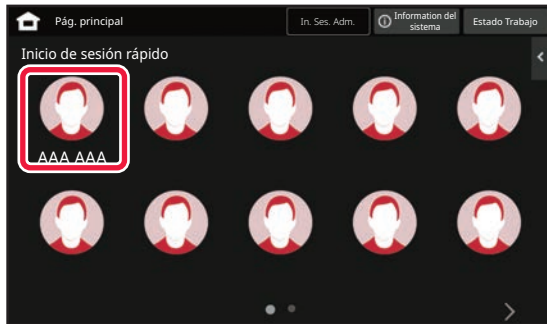 Pág. principal
In. Ses. Adm.
Information del
sistema
Estado Trabajo
Inicio de sesión rápido
AAA AAA